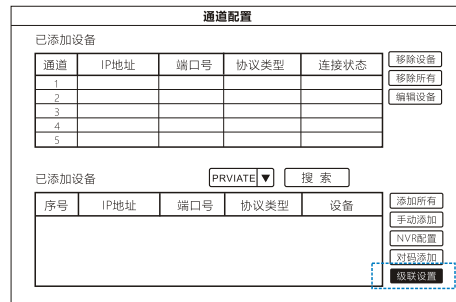 通道配置
已添加设备
通道 IP地址 端口号 协议类型 连接状态
移除设备
移除所有
编辑设备
1
2
3
4
5
已添加设备 PRVIATE ▼ 搜 索
序号 IP地址 端口号 协议类型 设备
添加所有
手动添加
NVR配置
对码添加
级联设置